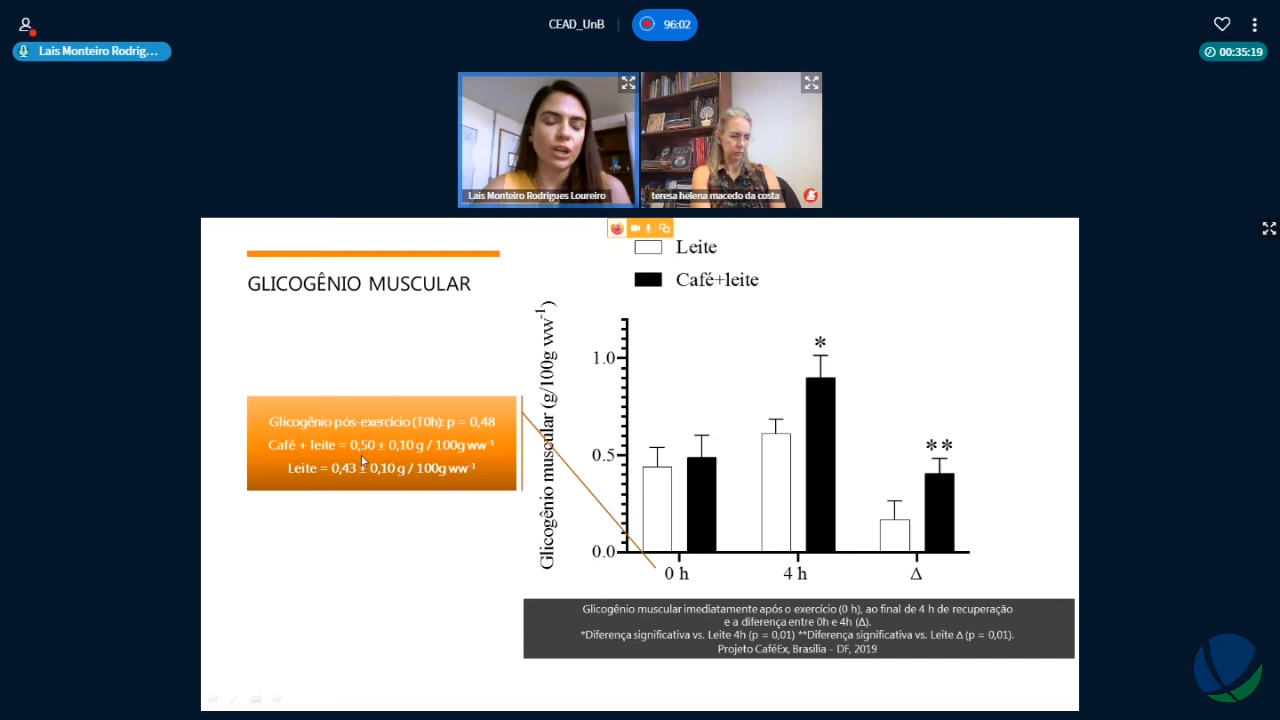 CEAD_UnB
96:02
Lais Monteiro Rodrig...
00:35:19
Lais Monteiro Rodrigues Loureiro
teresa helena macedo da costa
GLICOGÊNIO MUSCULAR
Leite
Café+leite
Glicogênio pós-exercício (T0h): p = 0,48
Café + leite = 0,50 ± 0,10 g / 100g ww⁻¹
Leite = 0,43 ± 0,10 g / 100g ww⁻¹
Glicogênio muscular (g/100g ww⁻¹)
1.0
0.5
0.0
*
**
0 h
4 h
Δ
Glicogênio muscular imediatamente após o exercício (0 h), ao final de 4 h de recuperação
e a diferença entre 0h e 4h (Δ).
*Diferença significativa vs. Leite 4h (p = 0,01) **Diferença significativa vs. Leite Δ (p = 0,01).
Projeto CaféEx, Brasília - DF, 2019